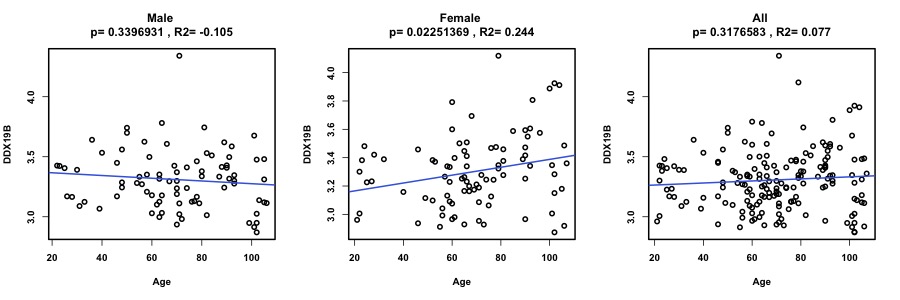 Male
p= 0.3396931 , R2= -0.105
DDX19B
4.0
3.5
3.0
20 40 60 80 100
Age
Female
p= 0.02251369 , R2= 0.244
DDX19B
4.0
3.8
3.6
3.4
3.2
3.0
20 40 60 80 100
Age
All
p= 0.3176583 , R2= 0.077
DDX19B
4.0
3.5
3.0
20 40 60 80 100
Age